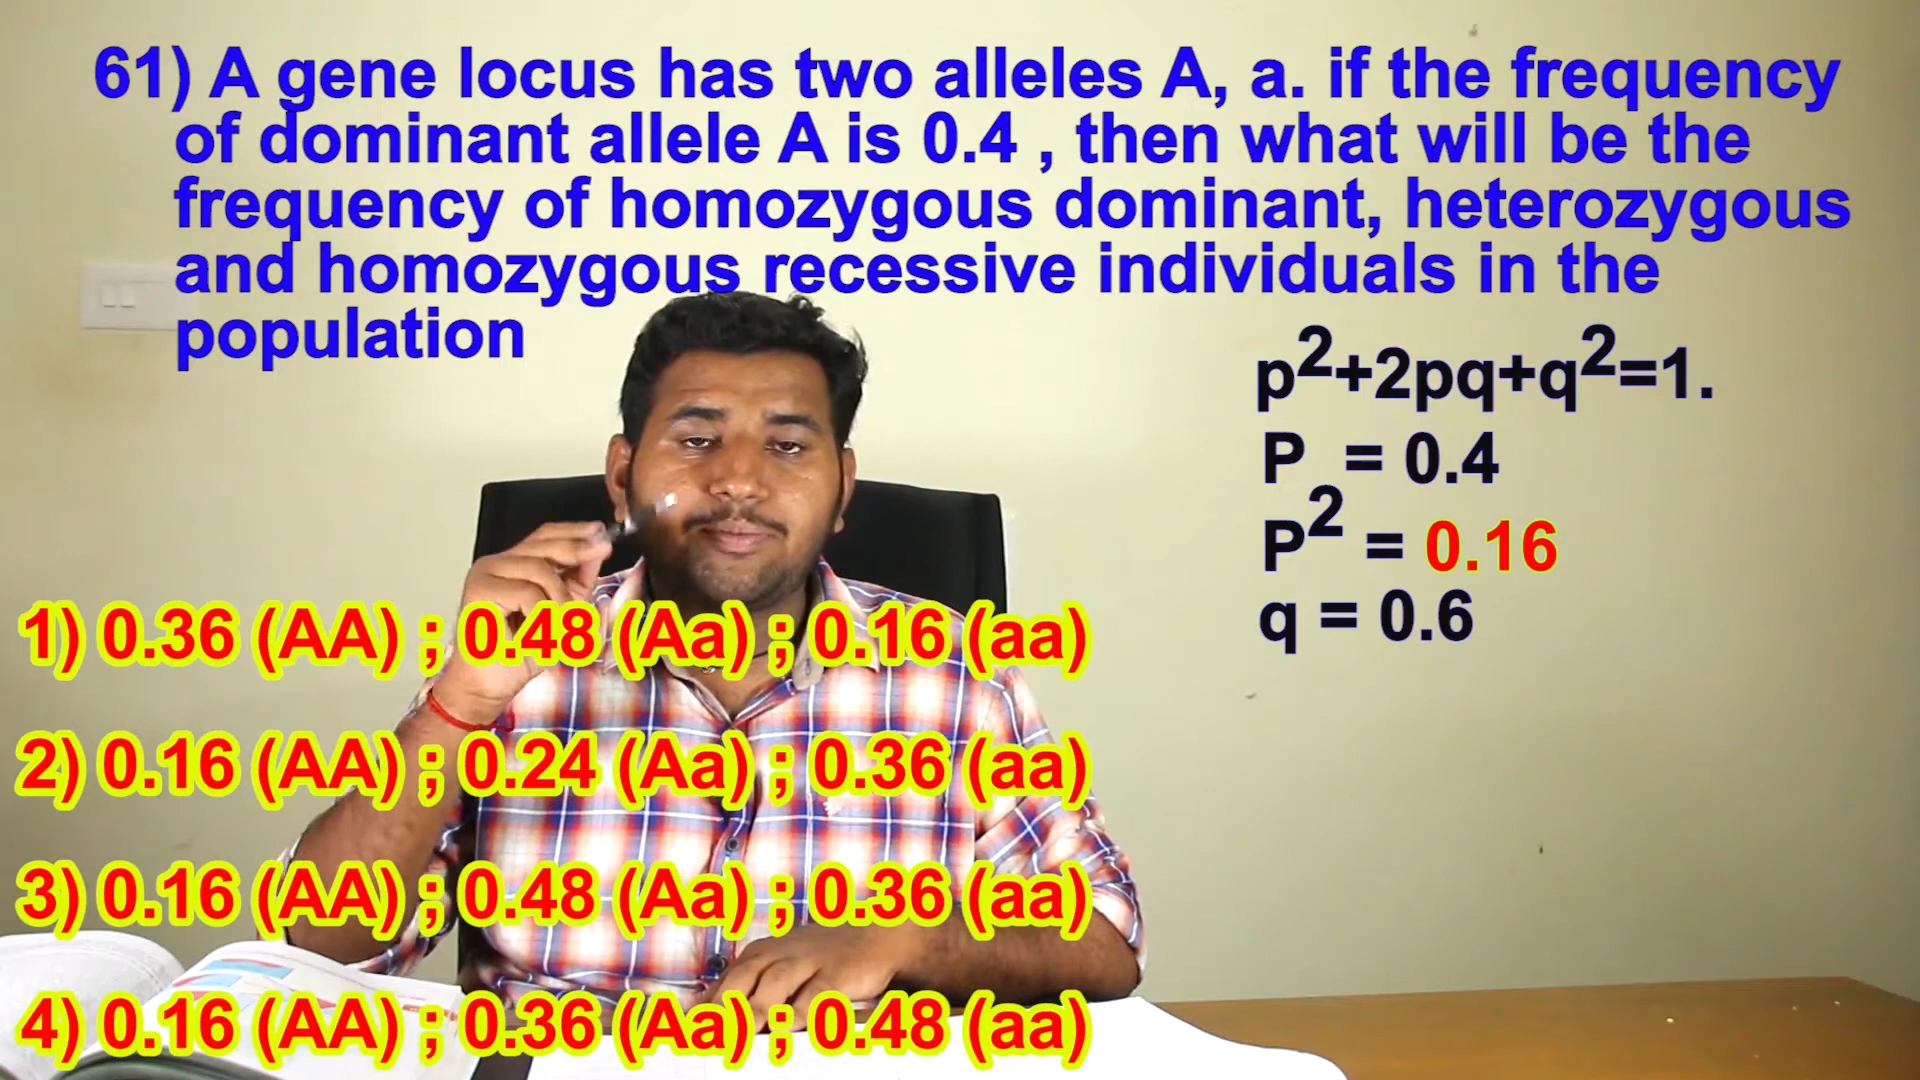 61) A gene locus has two alleles A, a. if the frequency
of dominant allele A is 0.4 , then what will be the
frequency of homozygous dominant, heterozygous
and homozygous recessive individuals in the
population
p²+2pq+q²=1.
P = 0.4
P² = 0.16
q = 0.6
1) 0.36 (AA) ; 0.48 (Aa) ; 0.16 (aa)
2) 0.16 (AA) ; 0.24 (Aa) ; 0.36 (aa)
3) 0.16 (AA) ; 0.48 (Aa) ; 0.36 (aa)
4) 0.16 (AA) ; 0.36 (Aa) ; 0.48 (aa)